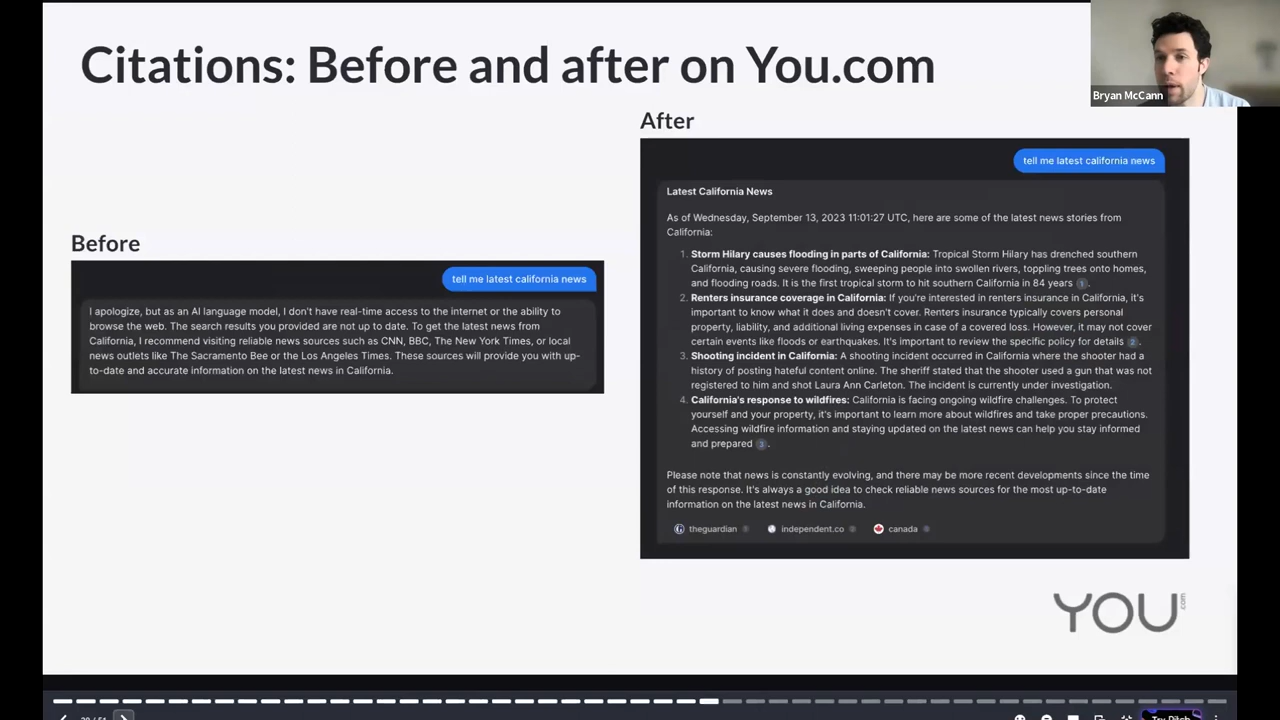 Citations: Before and after on You.com
Bryan McCann
Before
tell me latest california news
I apologize, but as an AI language model, I don't have real-time access to the internet or the ability to
browse the web. The search results you provided are not up to date. To get the latest news from
California, I recommend visiting reliable news sources such as CNN, BBC, The New York Times, or local
news outlets like The Sacramento Bee or the Los Angeles Times. These sources will provide you with up-
to-date and accurate information on the latest news in California.
After
tell me latest california news
Latest California News
As of Wednesday, September 13, 2023 11:01:27 UTC, here are some of the latest news stories from
California:
1. Storm Hilary causes flooding in parts of California: Tropical Storm Hilary has drenched southern
California, causing severe flooding, sweeping people into swollen rivers, toppling trees onto homes,
and flooding roads. It is the first tropical storm to hit southern California in 84 years 1.
2. Renters insurance coverage in California: If you're interested in renters insurance in California, it's
important to know what it does and doesn't cover. Renters insurance typically covers personal
property, liability, and additional living expenses in case of a covered loss. However, it may not cover
certain events like floods or earthquakes. It's important to review the specific policy for details 2.
3. Shooting incident in California: A shooting incident occurred in California where the shooter had a
history of posting hateful content online. The sheriff stated that the shooter used a gun that was not
registered to him and shot Laura Ann Carleton. The incident is currently under investigation.
4. California's response to wildfires: California is facing ongoing wildfire challenges. To protect
yourself and your property, it's important to learn more about wildfires and take proper precautions.
Accessing wildfire information and staying updated on the latest news can help you stay informed
and prepared 3.
Please note that news is constantly evolving, and there may be more recent developments since the time
of this response. It's always a good idea to check reliable news sources for the most up-to-date
information on the latest news in California.
theguardian independent.co canada
YOU.com